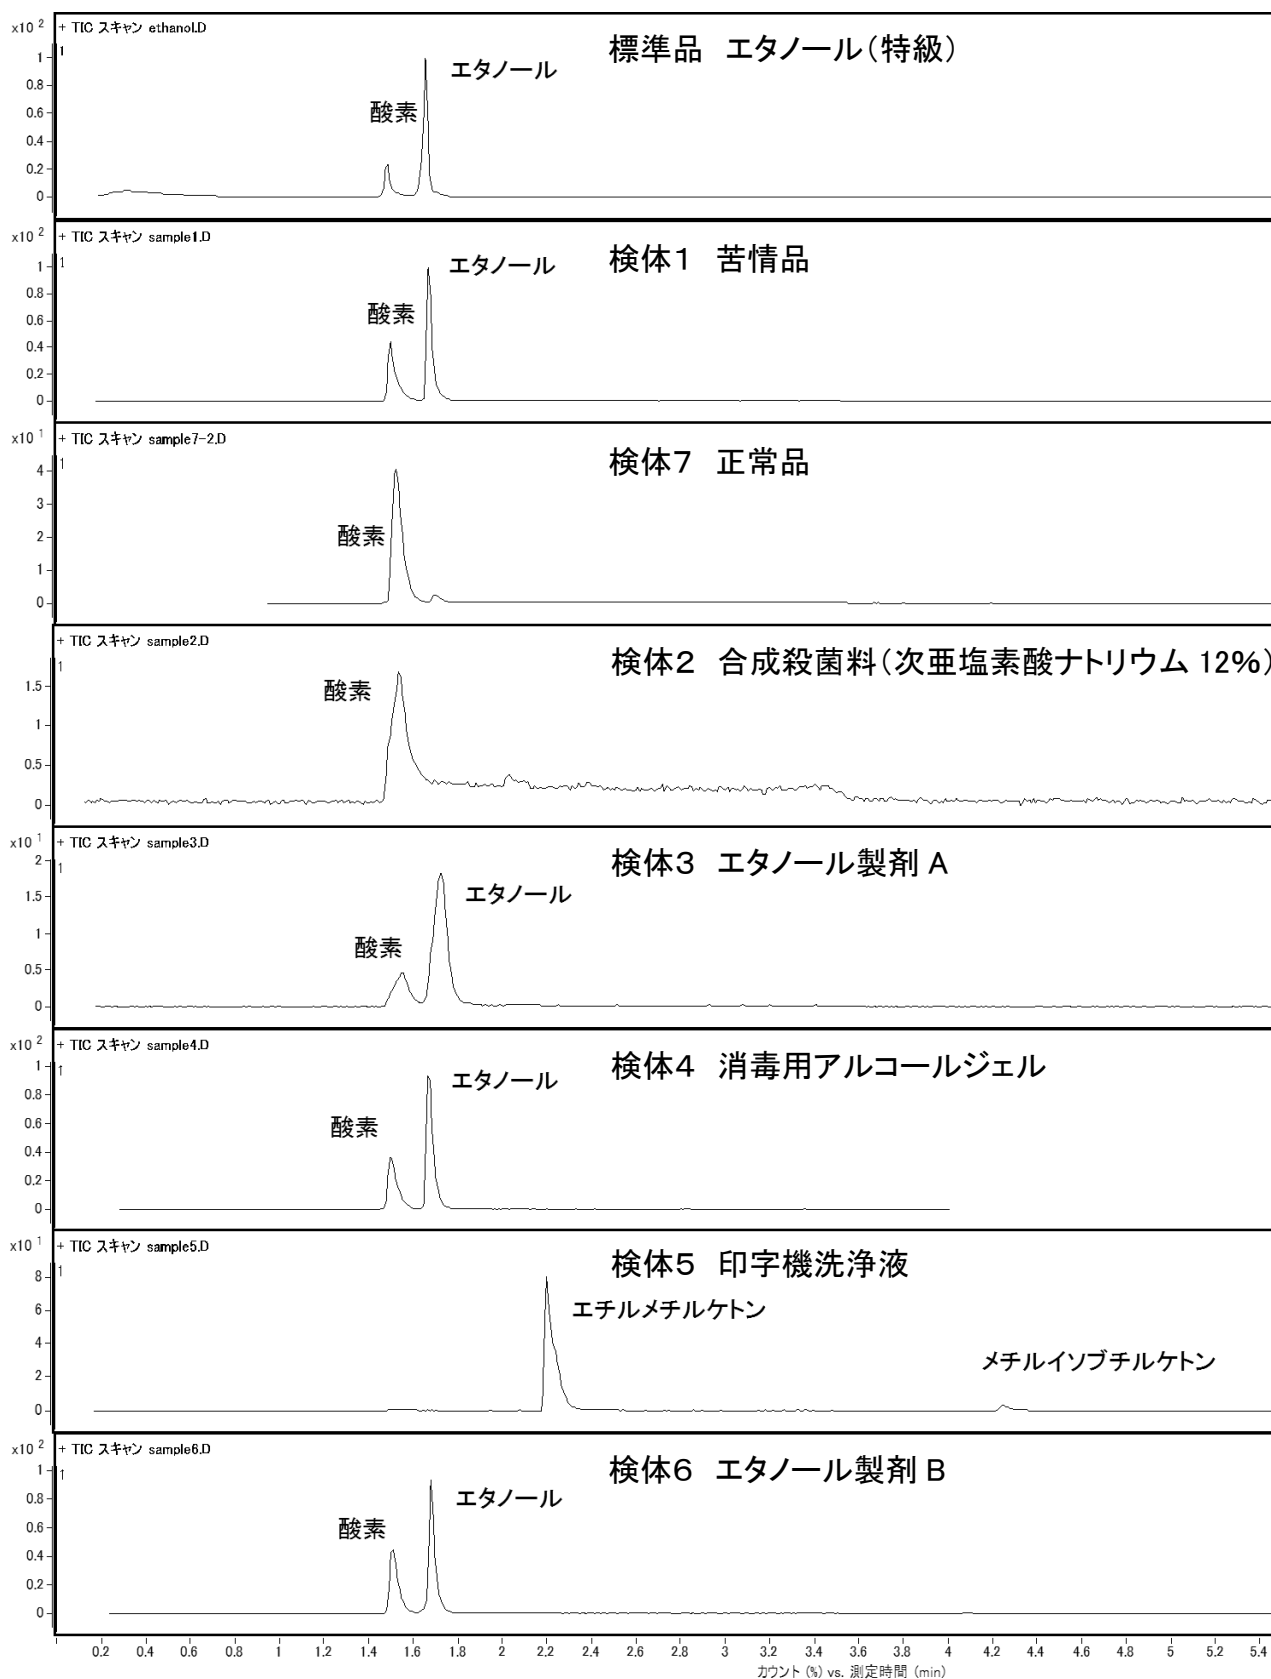 x10 2
+ TIC スキャン ethanol.D
1
標準品 エタノール(特級)
エタノール
酸素
1
0.8
0.6
0.4
0.2
0
x10 2
+ TIC スキャン sample1.D
1
検体1 苦情品
エタノール
酸素
1
0.8
0.6
0.4
0.2
0
x10 1
+ TIC スキャン sample7-2.D
1
検体7 正常品
酸素
4
3
2
1
0
+ TIC スキャン sample2.D
1
検体2 合成殺菌料(次亜塩素酸ナトリウム 12%)
酸素
1.5
1
0.5
0
x10 1
+ TIC スキャン sample3.D
1
検体3 エタノール製剤 A
エタノール
酸素
2
1.5
1
0.5
0
x10 2
+ TIC スキャン sample4.D
1
検体4 消毒用アルコールジェル
エタノール
酸素
1
0.8
0.6
0.4
0.2
0
x10 1
+ TIC スキャン sample5.D
1
検体5 印字機洗浄液
エチルメチルケトン
メチルイソブチルケトン
8
6
4
2
0
x10 2
+ TIC スキャン sample6.D
1
検体6 エタノール製剤 B
エタノール
酸素
1
0.8
0.6
0.4
0.2
0
0.2 0.4 0.6 0.8 1 1.2 1.4 1.6 1.8 2 2.2 2.4 2.6 2.8 3 3.2 3.4 3.6 3.8 4 4.2 4.4 4.6 4.8 5 5.2 5.4
カウント (%) vs. 測定時間 (min)